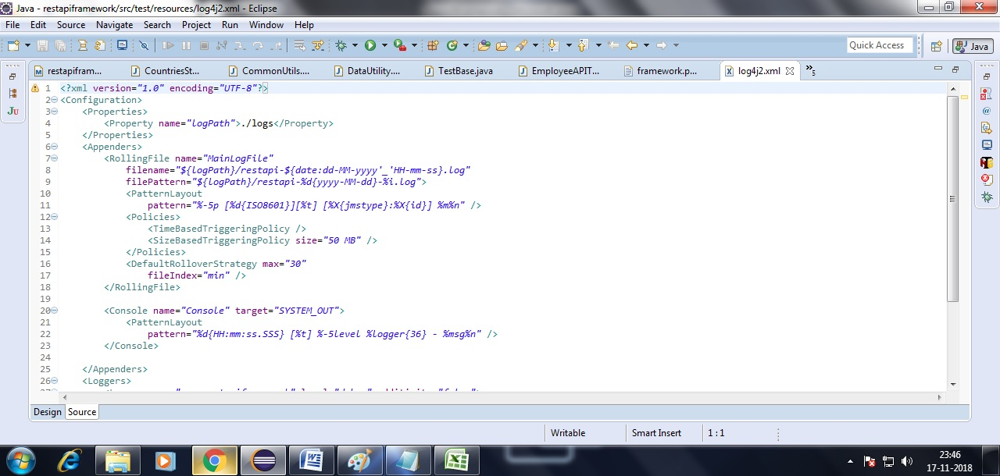 Java - restapiframework/src/test/resources/log4j2.xml - Eclipse
File Edit Source Navigate Search Project Run Window Help
Quick Access
Java
restapifram...
CountriesSt...
CommonUtils....
DataUtility....
TestBase.java
EmployeeAPIT...
framework.p...
log4j2.xml
»5
1 <?xml version="1.0" encoding="UTF-8"?>
2 <Configuration>
3 <Properties>
4 <Property name="logPath">./logs</Property>
5 </Properties>
6 <Appenders>
7 <RollingFile name="MainLogFile"
8 filename="${logPath}/restapi-${date:dd-MM-yyyy'_'HH-mm-ss}.log"
9 filePattern="${logPath}/restapi-%d{yyyy-MM-dd}-%i.log">
10 <PatternLayout
11 pattern="%-5p [%d{ISO8601}][%t] [%X{jmstype}:%X{id}] %m%n" />
12 <Policies>
13 <TimeBasedTriggeringPolicy />
14 <SizeBasedTriggeringPolicy size="50 MB" />
15 </Policies>
16 <DefaultRolloverStrategy max="30"
17 fileIndex="min" />
18 </RollingFile>
19
20 <Console name="Console" target="SYSTEM_OUT">
21 <PatternLayout
22 pattern="%d{HH:mm:ss.SSS} [%t] %-5level %logger{36} - %msg%n" />
23 </Console>
24
25 </Appenders>
26 <Loggers>
Design Source
Writable
Smart Insert
1 : 1
23:46
17-11-2018